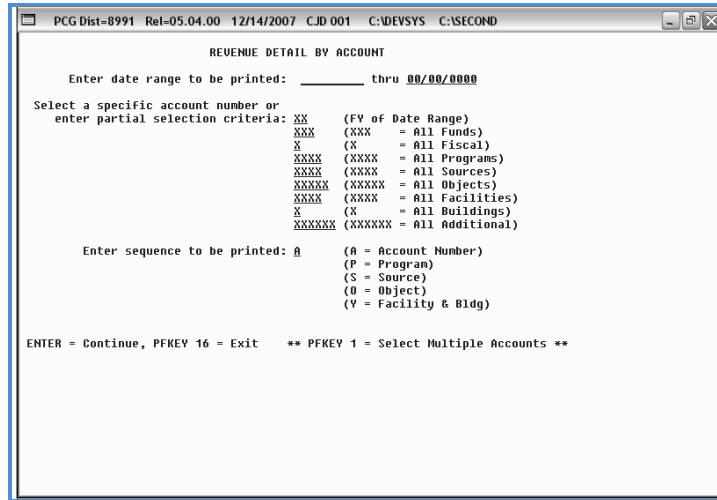 PCG Dist=8991 Rel=05.04.00 12/14/2007 CJD 001 C:\DEVSYS C:\SECOND
REVENUE DETAIL BY ACCOUNT
Enter date range to be printed: ________ thru 00/00/0000
Select a specific account number or
enter partial selection criteria: XX (FY of Date Range)
XXX (XXX = All Funds)
X (X = All Fiscal)
XXXX (XXXX = All Programs)
XXXX (XXXX = All Sources)
XXXXX (XXXXX = All Objects)
XXXX (XXXX = All Facilities)
X (X = All Buildings)
XXXXXX (XXXXXX = All Additional)
Enter sequence to be printed: A (A = Account Number)
(P = Program)
(S = Source)
(O = Object)
(Y = Facility & Bldg)
ENTER = Continue, PFKEY 16 = Exit ** PFKEY 1 = Select Multiple Accounts **